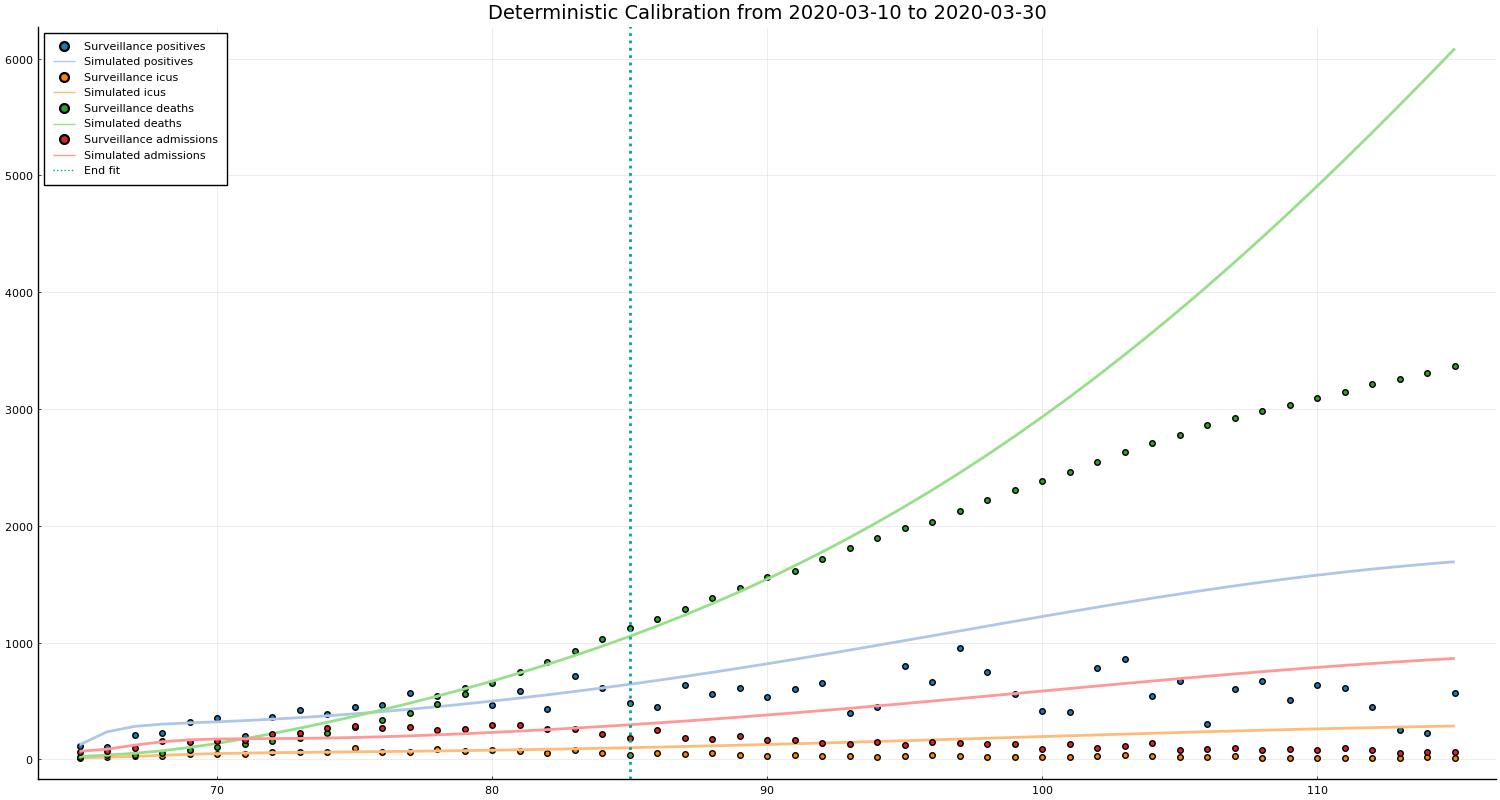 Deterministic Calibration from 2020-03-10 to 2020-03-30
Surveillance positives
Simulated positives
Surveillance icus
Simulated icus
Surveillance deaths
Simulated deaths
Surveillance admissions
Simulated admissions
End fit
6000
5000
4000
3000
2000
1000
0
70
80
90
100
110